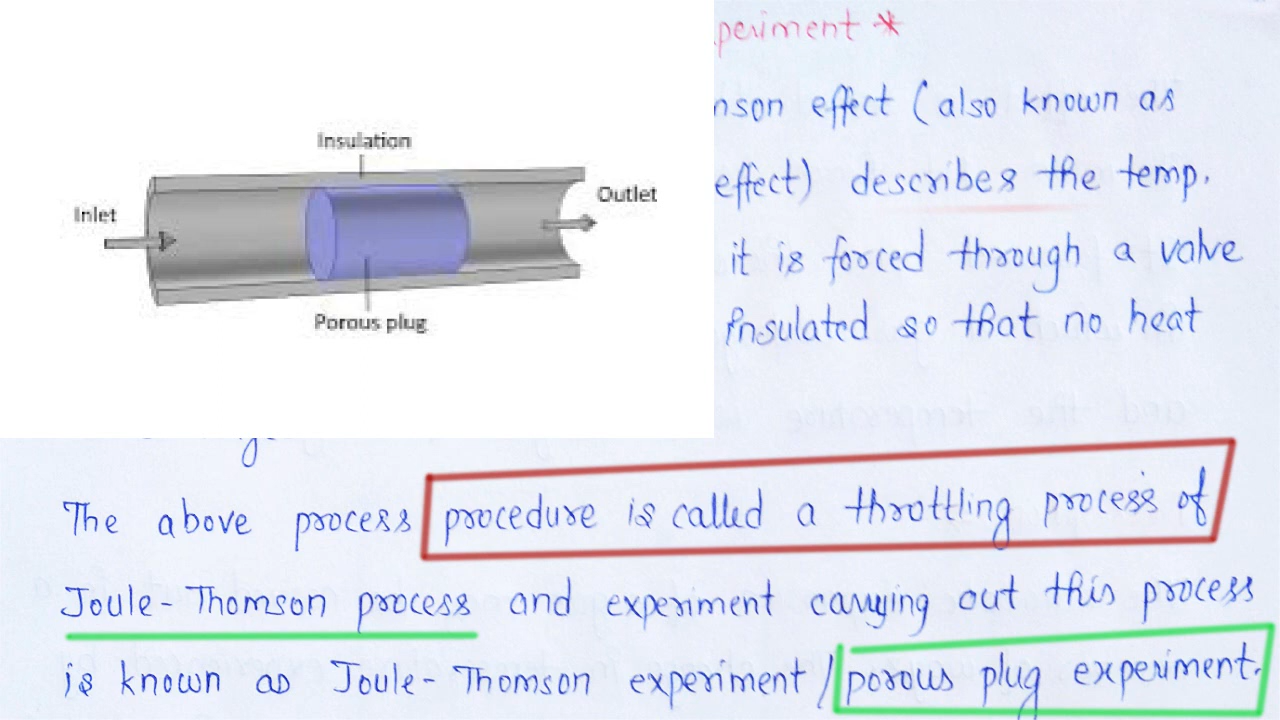 periment *
nson effect (also known as
effect) describes the temp.
it is forced through a valve
insulated so that no heat
Insulation
Inlet
Outlet
Porous plug
The above process procedure is called a throttling process of
Joule-Thomson process and experiment carrying out this process
is known as Joule-Thomson experiment/porous plug experiment.